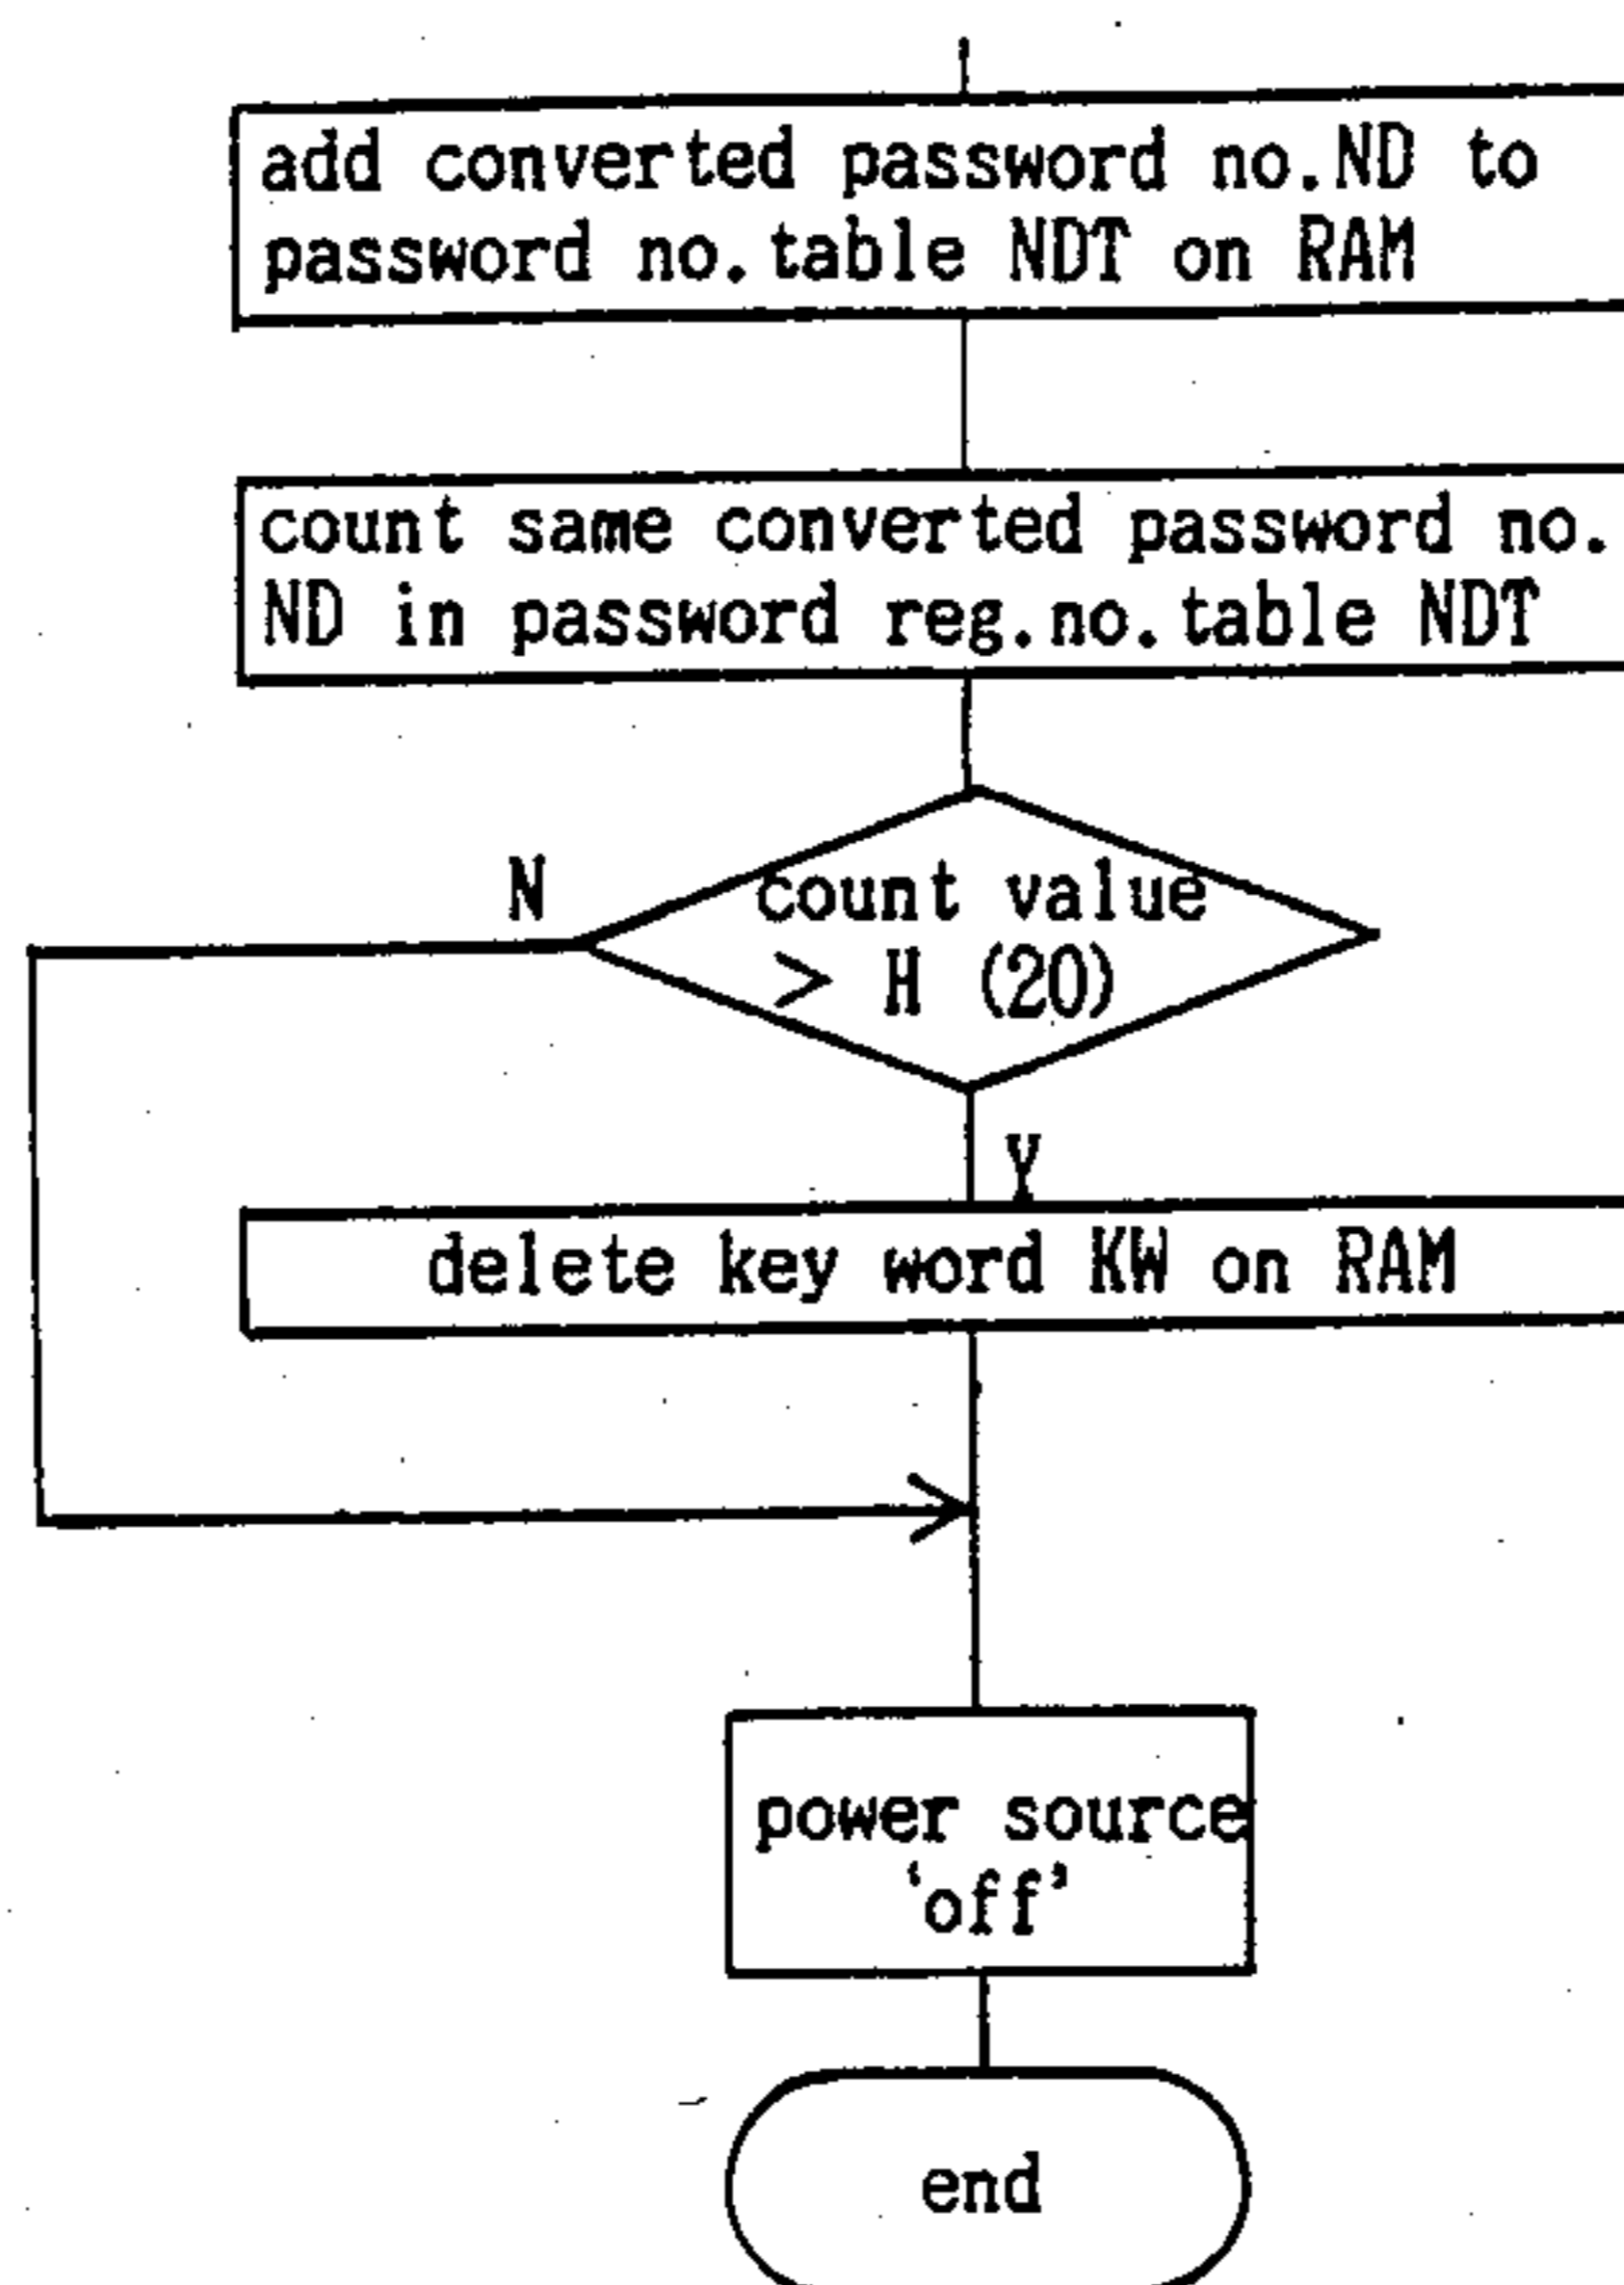 add converted password no.ND to
password no.table NDT on RAM
count same converted password no.
ND in password reg.no.table NDT
N
count value
> H (20)
Y
delete key word KW on RAM
power source
‘off’
end